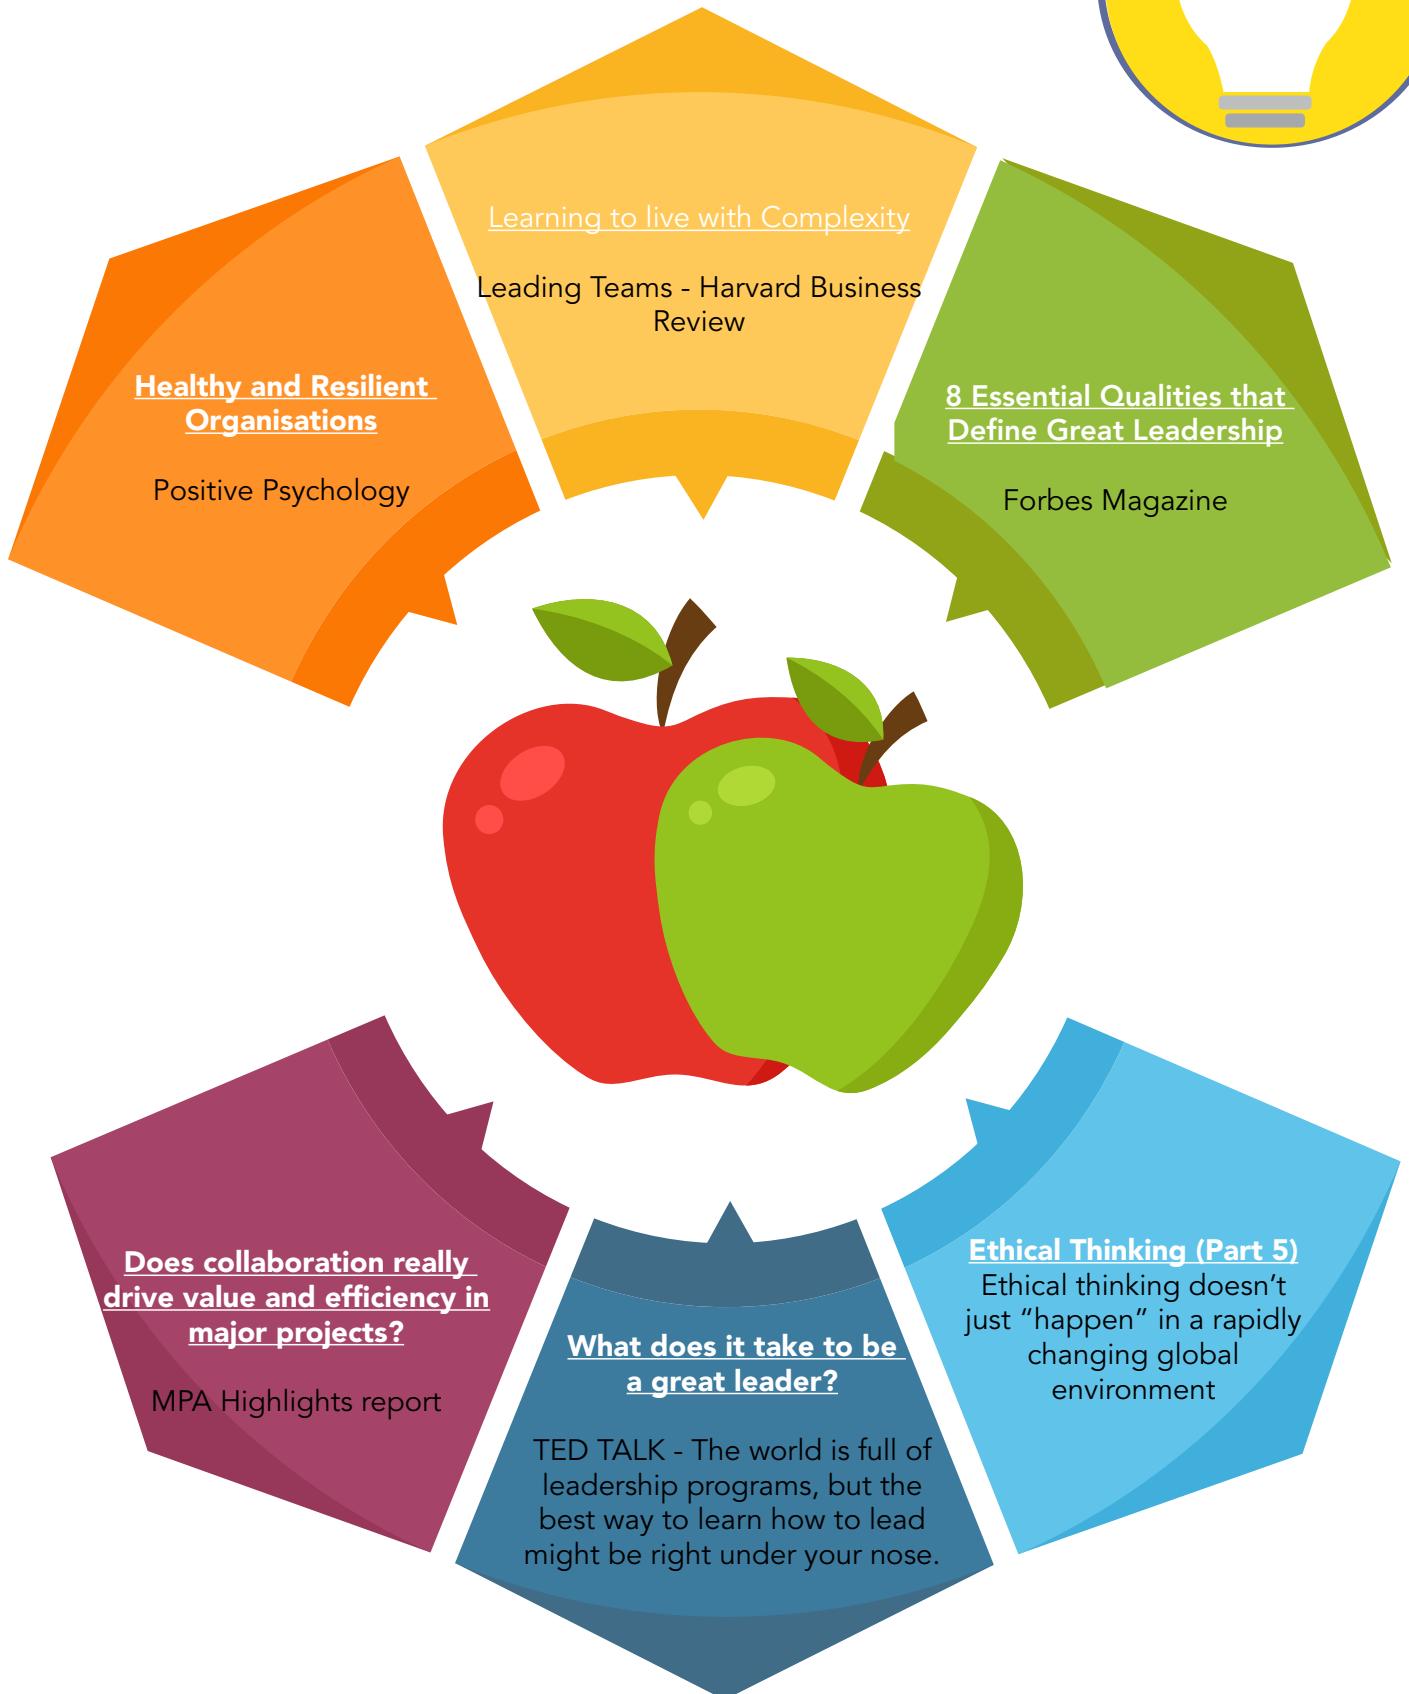 Learning to live with Complexity
Leading Teams - Harvard Business
Review
Healthy and Resilient
Organisations
Positive Psychology
8 Essential Qualities that
Define Great Leadership
Forbes Magazine
Does collaboration really
drive value and efficiency in
major projects?
MPA Highlights report
What does it take to be
a great leader?
TED TALK - The world is full of
leadership programs, but the
best way to learn how to lead
might be right under your nose.
Ethical Thinking (Part 5)
Ethical thinking doesn’t
just “happen” in a rapidly
changing global
environment